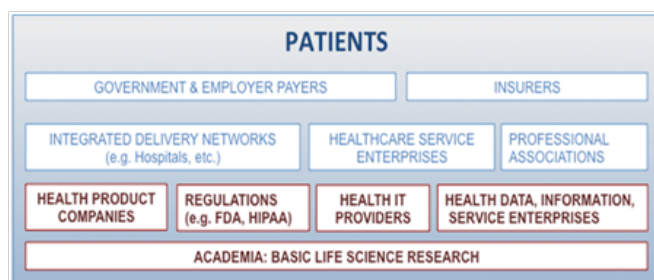 PATIENTS
GOVERNMENT & EMPLOYER PAYERS
INSURERS
INTEGRATED DELIVERY NETWORKS
(e.g. Hospitals, etc.)
HEALTHCARE SERVICE
ENTERPRISES
PROFESSIONAL
ASSOCIATIONS
HEALTH PRODUCT
COMPANIES
REGULATIONS
(e.g. FDA, HIPAA)
HEALTH IT
PROVIDERS
HEALTH DATA, INFORMATION,
SERVICE ENTERPRISES
ACADEMIA: BASIC LIFE SCIENCE RESEARCH